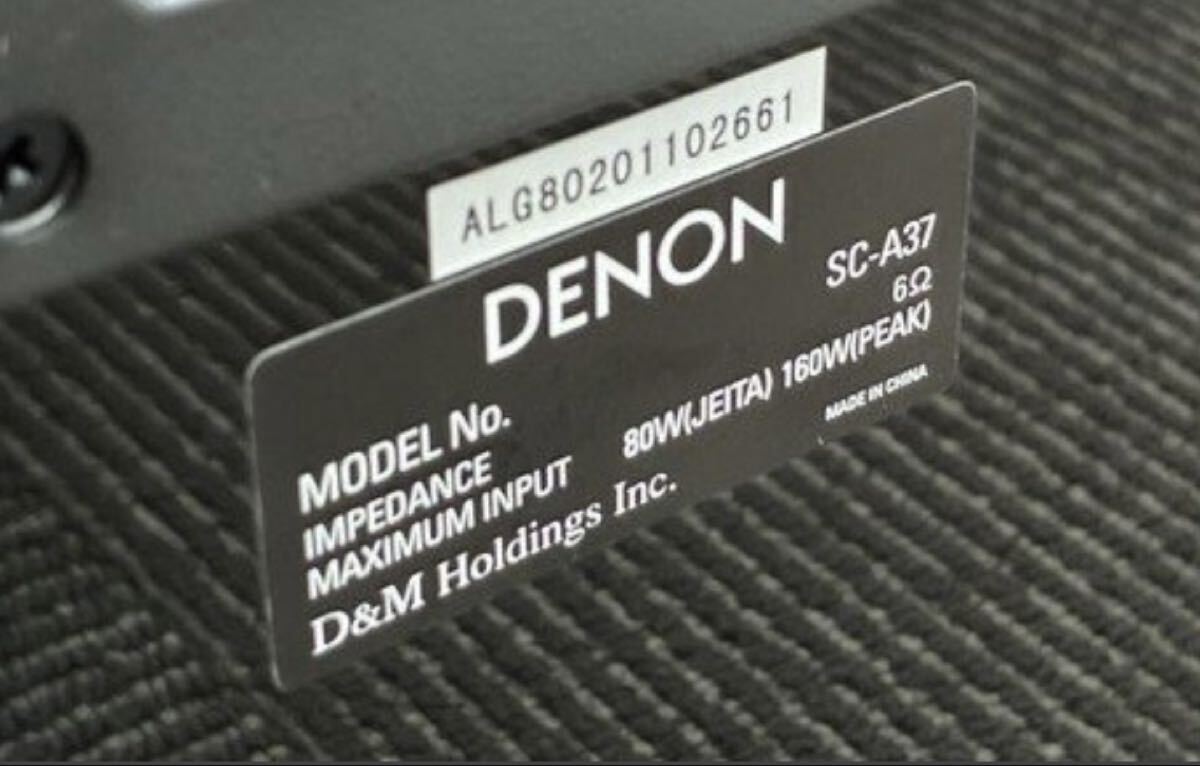 ALG80201102661
DENON
MODEL No. SC-A37
IMPEDANCE 6Ω
MAXIMUM INPUT 80W(JEITA) 160W(PEAK)
D&M Holdings Inc. MADE IN CHINA